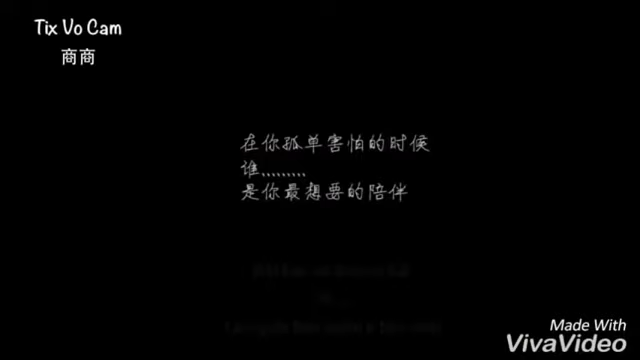 Tix Vo Cam
商商
在你孤单害怕的时候
谁.........
是你最想要的陪伴
Made With
VivaVideo